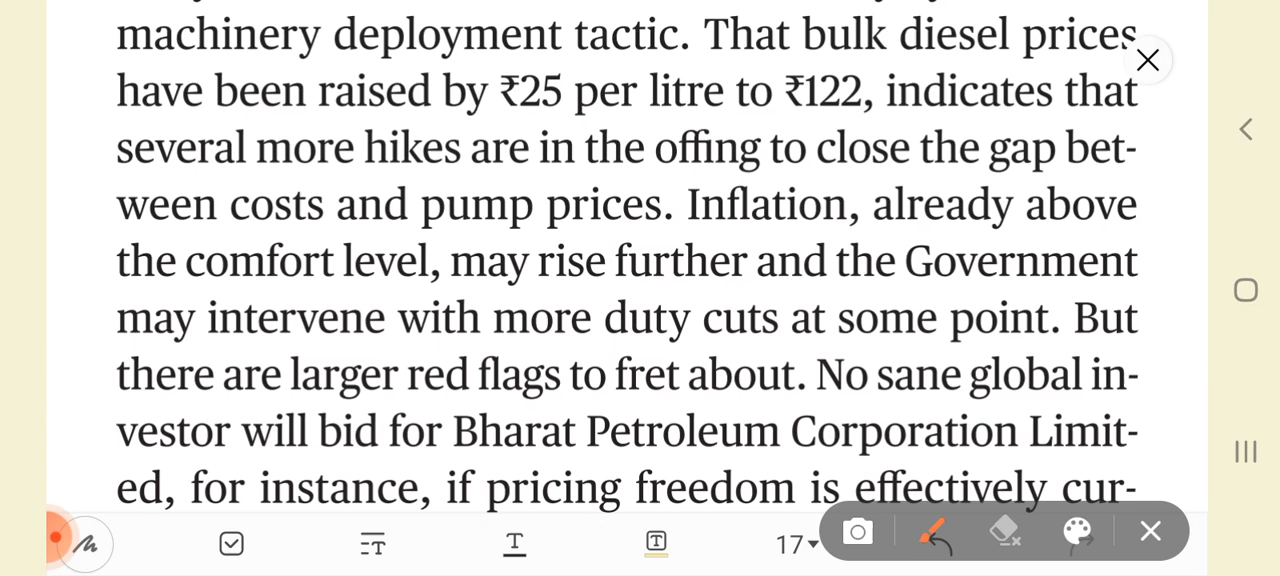 machinery deployment tactic. That bulk diesel prices
have been raised by ₹25 per litre to ₹122, indicates that
several more hikes are in the offing to close the gap bet-
ween costs and pump prices. Inflation, already above
the comfort level, may rise further and the Government
may intervene with more duty cuts at some point. But
there are larger red flags to fret about. No sane global in-
vestor will bid for Bharat Petroleum Corporation Limit-
ed, for instance, if pricing freedom is effectively cur-
17